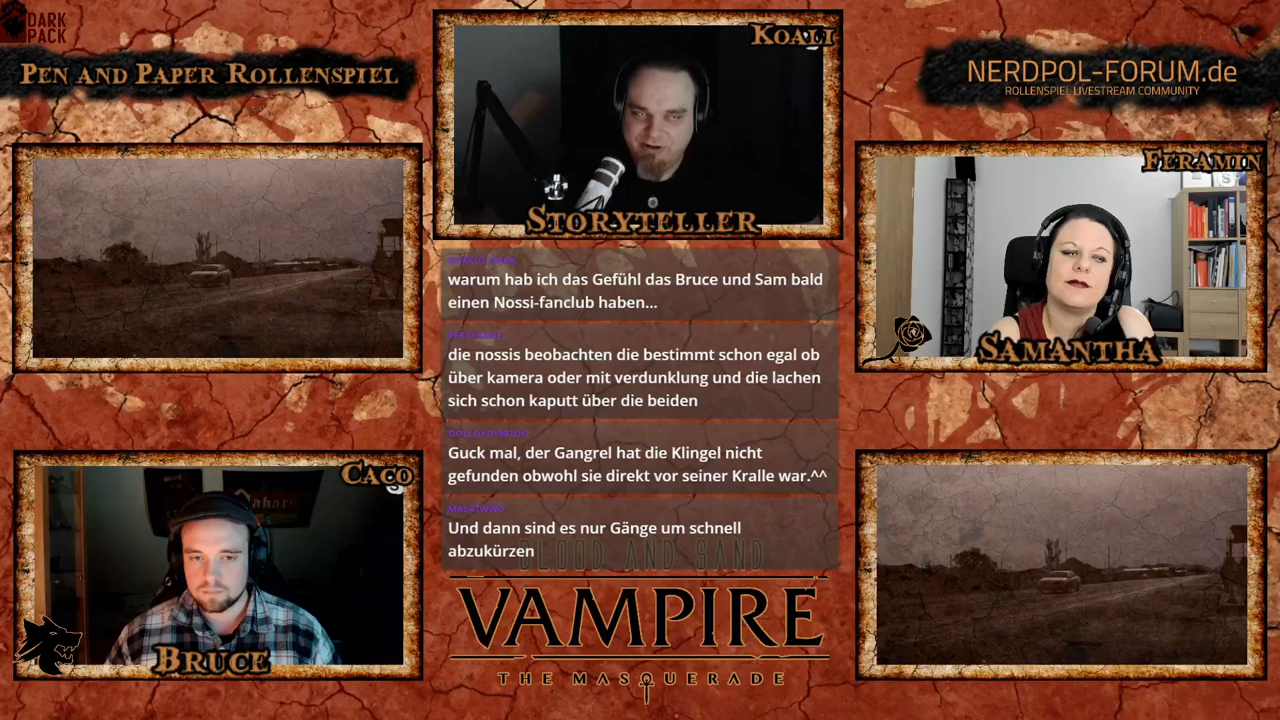 DARK
PACK
PEN AND PAPER ROLLENSPIEL
KOALI
STORYTELLER
NERDPOL-FORUM.de
ROLLENSPIEL LIVESTREAM COMMUNITY
FERAMIN
SAMANTHA
warum hab ich das Gefühl das Bruce und Sam bald
einen Nossi-fanclub haben...
die nossis beobachten die bestimmt schon egal ob
über kamera oder mit verdunklung und die lachen
sich schon kaputt über die beiden
Guck mal, der Gangrel hat die Klingel nicht
gefunden obwohl sie direkt vor seiner Kralle war.^^
MASATWWO
Und dann sind es nur Gänge um schnell
abzukürzen
CACO
BRUCE
BLOOD AND SAND
VAMPIRE
THE MASQUERADE